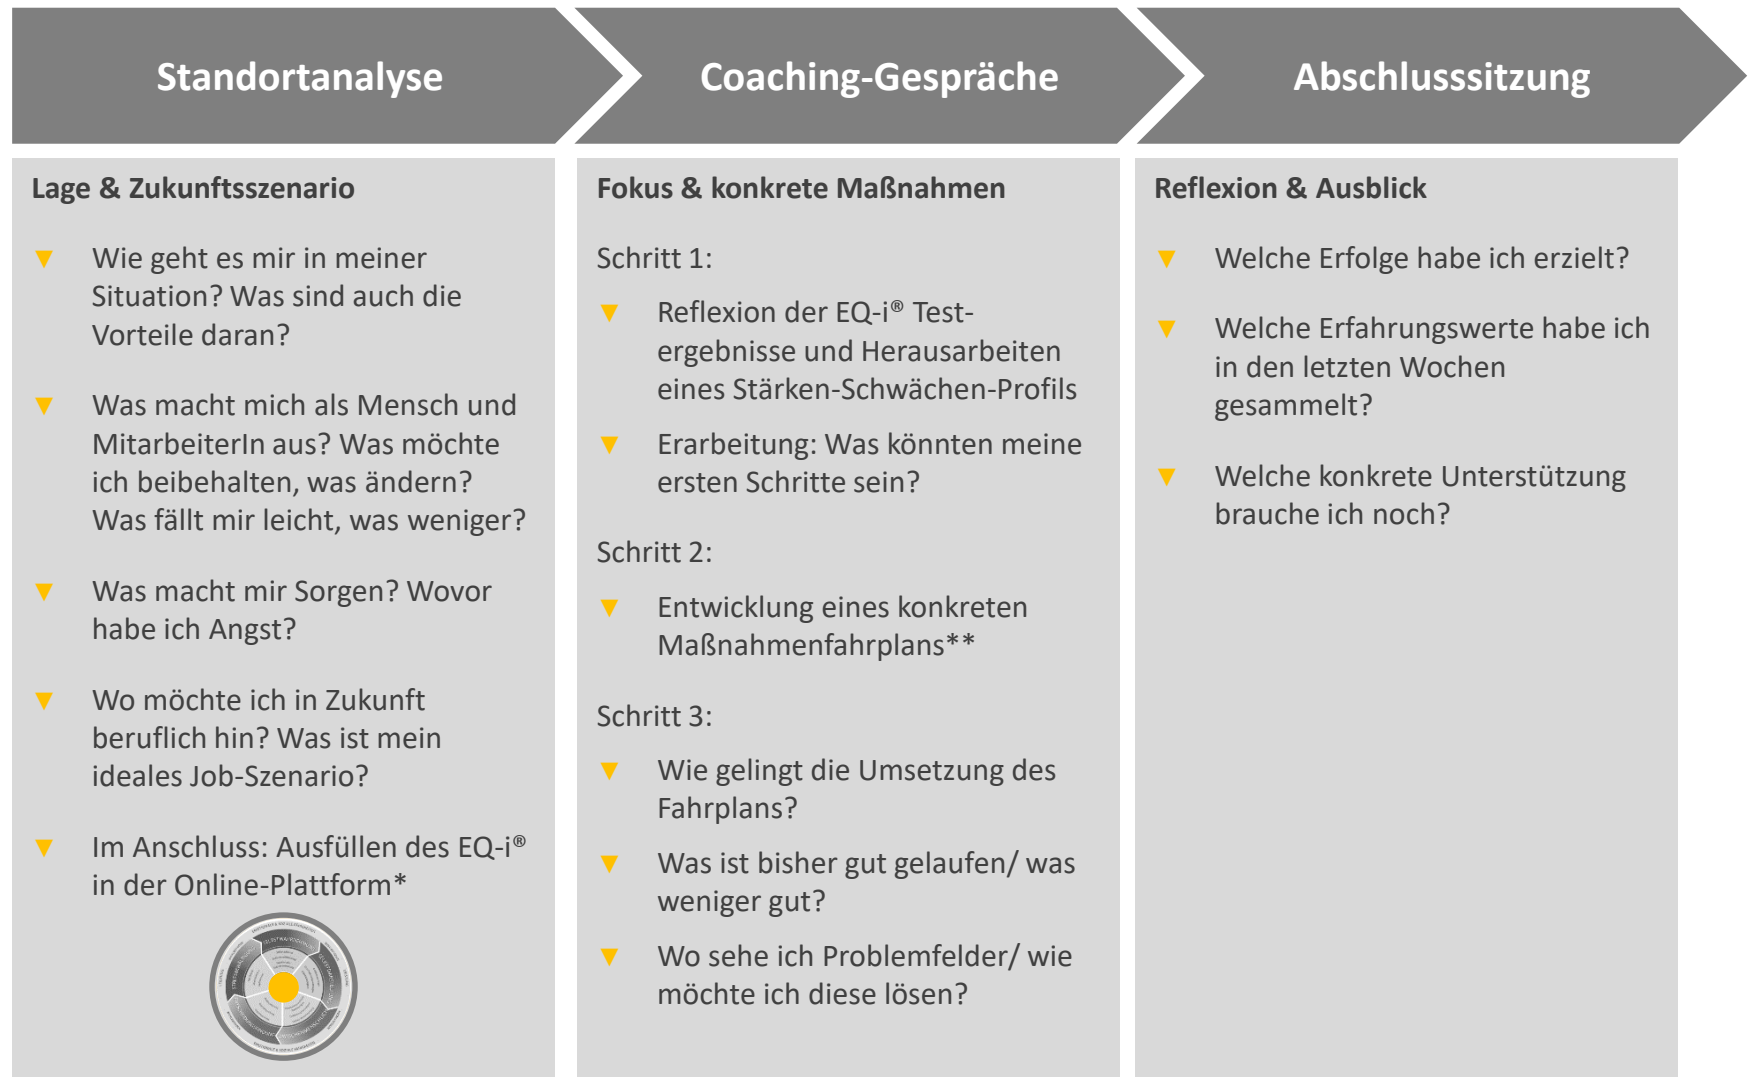 Standortanalyse
Coaching-Gespräche
Abschlusssitzung
Lage & Zukunftsszenario
▼ Wie geht es mir in meiner
Situation? Was sind auch die
Vorteile daran?
▼ Was macht mich als Mensch und
MitarbeiterIn aus? Was möchte
ich beibehalten, was ändern?
Was fällt mir leicht, was weniger?
▼ Was macht mir Sorgen? Wovor
habe ich Angst?
▼ Wo möchte ich in Zukunft
beruflich hin? Was ist mein
ideales Job-Szenario?
▼ Im Anschluss: Ausfüllen des EQ-i®
in der Online-Plattform*
Fokus & konkrete Maßnahmen
Schritt 1:
▼ Reflexion der EQ-i® Test-
ergebnisse und Herausarbeiten
eines Stärken-Schwächen-Profils
▼ Erarbeitung: Was könnten meine
ersten Schritte sein?
Schritt 2:
▼ Entwicklung eines konkreten
Maßnahmenfahrplans**
Schritt 3:
▼ Wie gelingt die Umsetzung des
Fahrplans?
▼ Was ist bisher gut gelaufen/ was
weniger gut?
▼ Wo sehe ich Problemfelder/ wie
möchte ich diese lösen?
Reflexion & Ausblick
▼ Welche Erfolge habe ich erzielt?
▼ Welche Erfahrungswerte habe ich
in den letzten Wochen
gesammelt?
▼ Welche konkrete Unterstützung
brauche ich noch?